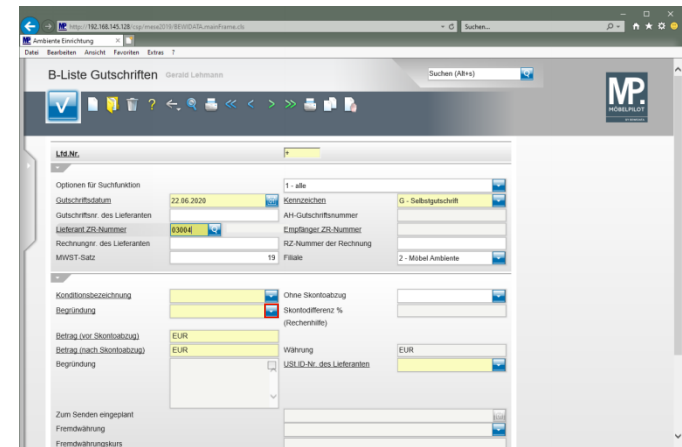 http://192.168.145.128/csp/mesa2019/BEWIDATA.mainFrame.cls
Suchen...
Ambiente Einrichtung
Datei Bearbeiten Ansicht Favoriten Extras ?
B-Liste Gutschriften Gerald Lehmann
Suchen (Alt+s)
MP.
MÖBELPILOT
Lfd.Nr. +
Optionen für Suchfunktion 1 - alle
Gutschriftsdatum 22.06.2020 Kennzeichen G - Selbstgutschrift
Gutschriftsnr. des Lieferanten AH-Gutschriftsnummer
Lieferant ZR-Nummer 03004 Empfänger ZR-Nummer
Rechnungnr. des Lieferanten RZ-Nummer der Rechnung
MWST-Satz 19 Filiale 2 - Möbel Ambiente
Konditionsbezeichnung Ohne Skontoabzug
Begründung Skontodifferenz %
(Rechenhilfe)
Betrag (vor Skontoabzug) EUR
Betrag (nach Skontoabzug) EUR Währung EUR
Begründung USt.ID-Nr. des Lieferanten
Zum Senden eingeplant
Fremdwährung
Fremdwährungskurs